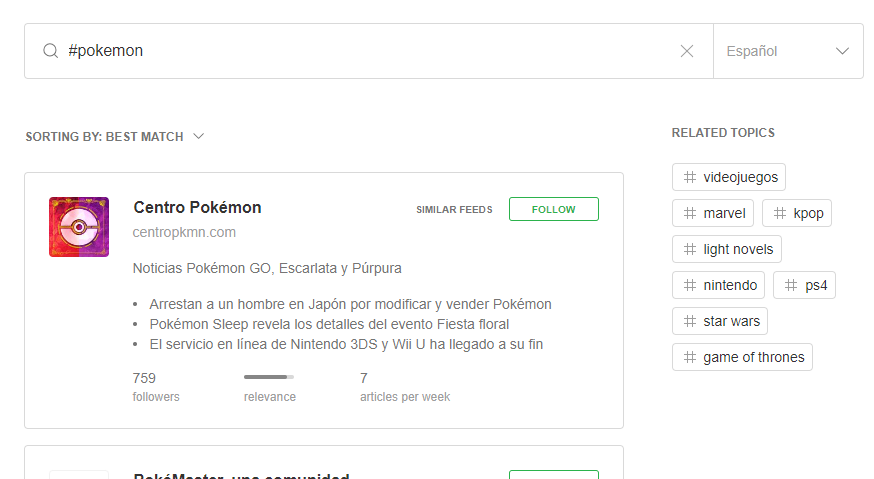 #pokemon
Español
SORTING BY: BEST MATCH
Centro Pokémon
SIMILAR FEEDS
FOLLOW
centropkmn.com
Noticias Pokémon GO, Escarlata y Púrpura
• Arrestan a un hombre en Japón por modificar y vender Pokémon
• Pokémon Sleep revela los detalles del evento Fiesta floral
• El servicio en línea de Nintendo 3DS y Wii U ha llegado a su fin
759 7
followers relevance articles per week
RELATED TOPICS
# videojuegos
# marvel # kpop
# light novels
# nintendo # ps4
# star wars
# game of thrones
PokéMaster, una comunidad